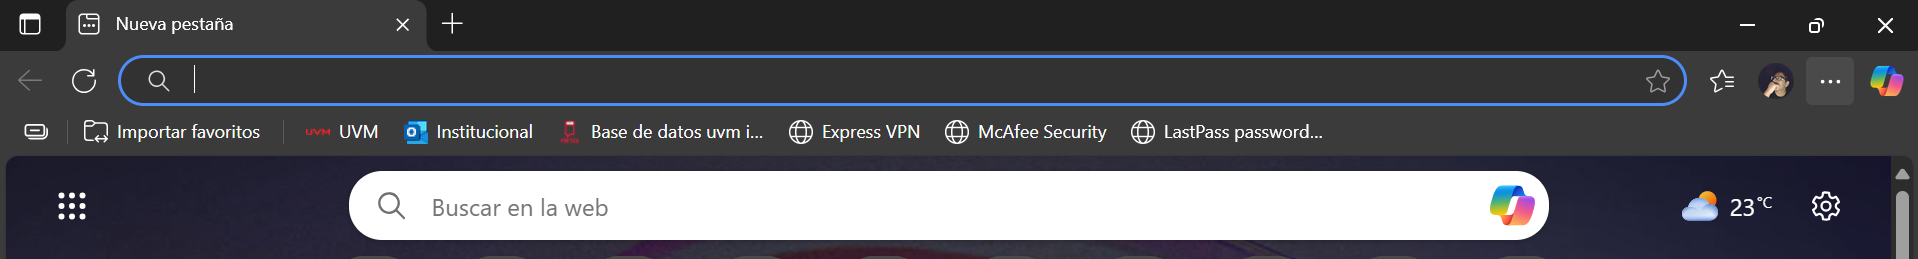 Nueva pestaña
Importar favoritos UVM UVM Institucional Base de datos uvm i... Express VPN McAfee Security LastPass password...
Buscar en la web 23°C